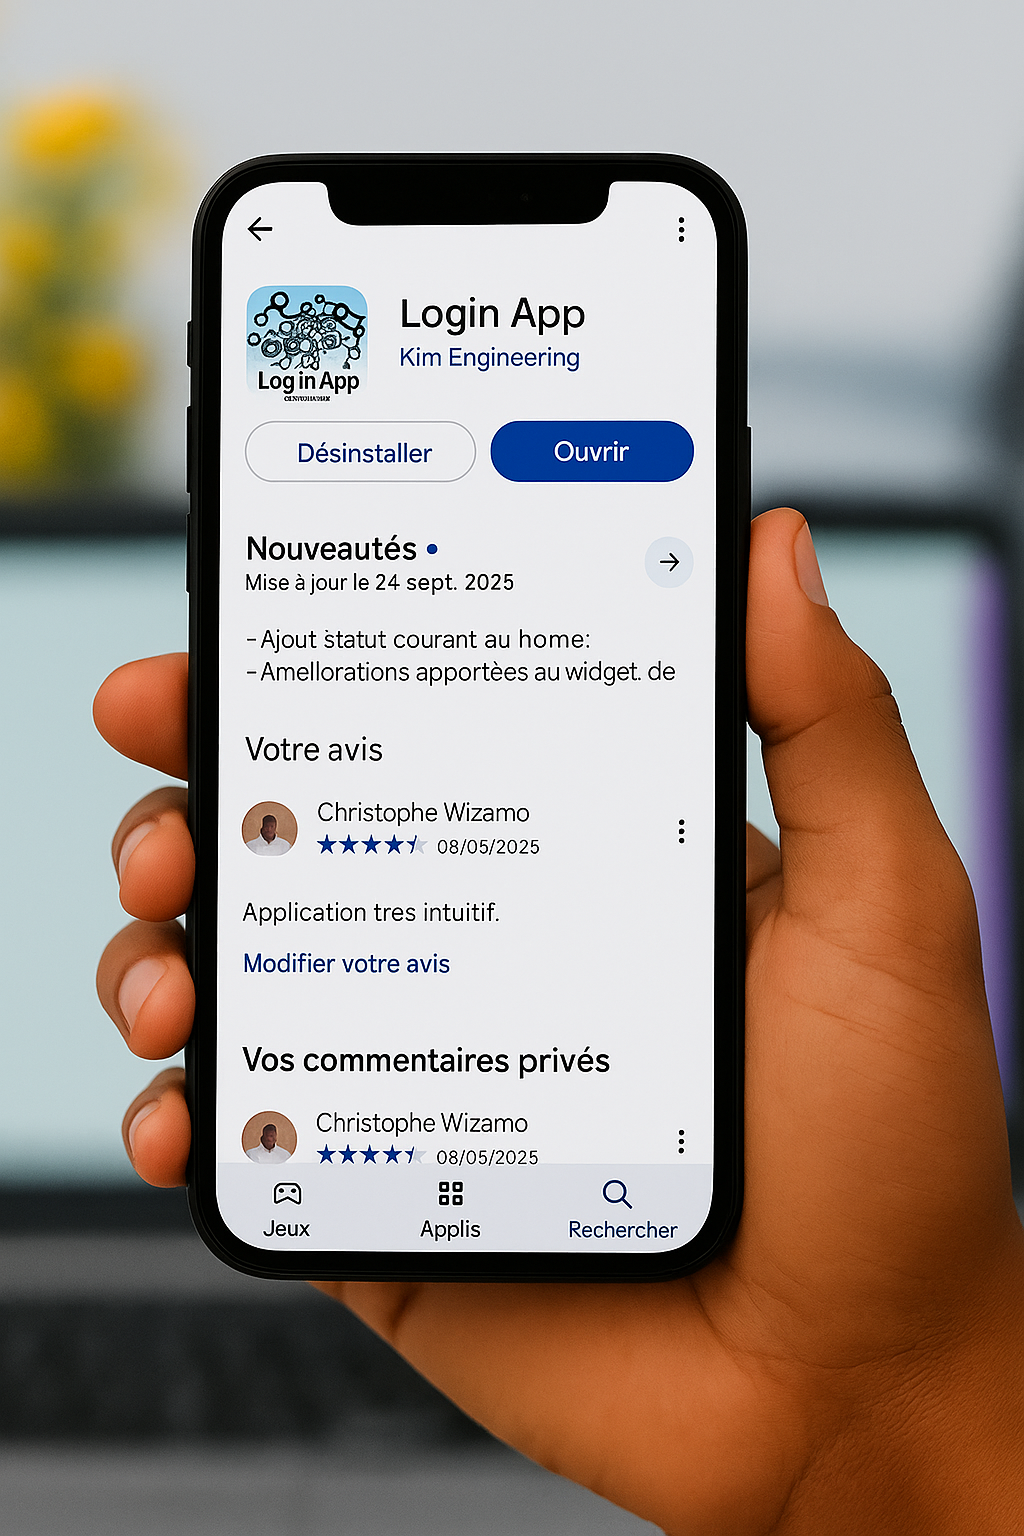 Login App
Kim Engineering
Log in App
Désinstaller
Ouvrir
Nouveautés
Mise à jour le 24 sept. 2025
- Ajout statut courant au home:
- Amellorations apportèes au widget. de
Votre avis
Christophe Wizamo
08/05/2025
Application tres intuitif.
Modifier votre avis
Vos commentaires privés
Christophe Wizamo
08/05/2025
Jeux
Applis
Rechercher